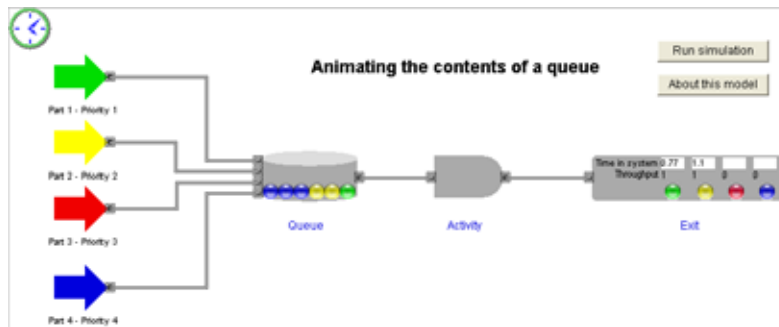 Animating the contents of a queue
Run simulation
About this model
Part 1 - Priority 1
Part 2 - Priority 2
Part 3 - Priority 3
Part 4 - Priority 4
Queue
Activity
Time in system 0.77 1.1
Throughput 1 1 0 0
Exit